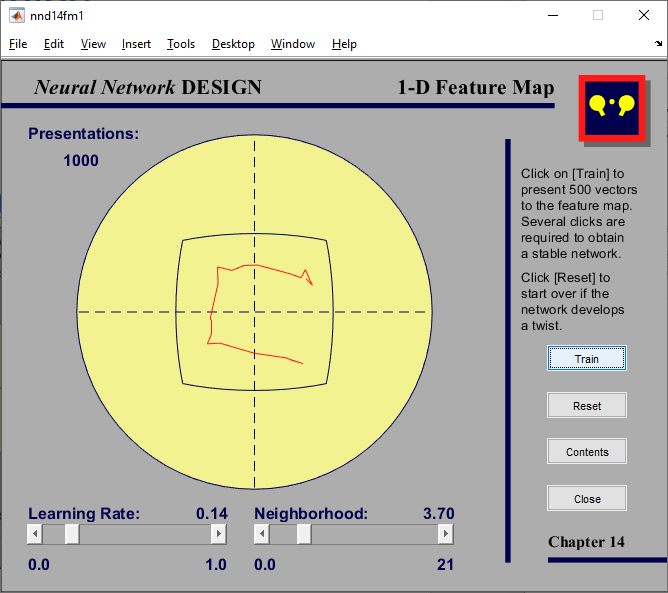 nnd14fm1
File Edit View Insert Tools Desktop Window Help
Neural Network DESIGN
1-D Feature Map
Presentations:
1000
Click on [Train] to
present 500 vectors
to the feature map.
Several clicks are
required to obtain
a stable network.
Click [Reset] to
start over if the
network develops
a twist.
Train
Reset
Contents
Close
Learning Rate: 0.14
0.0 1.0
Neighborhood: 3.70
0.0 21
Chapter 14